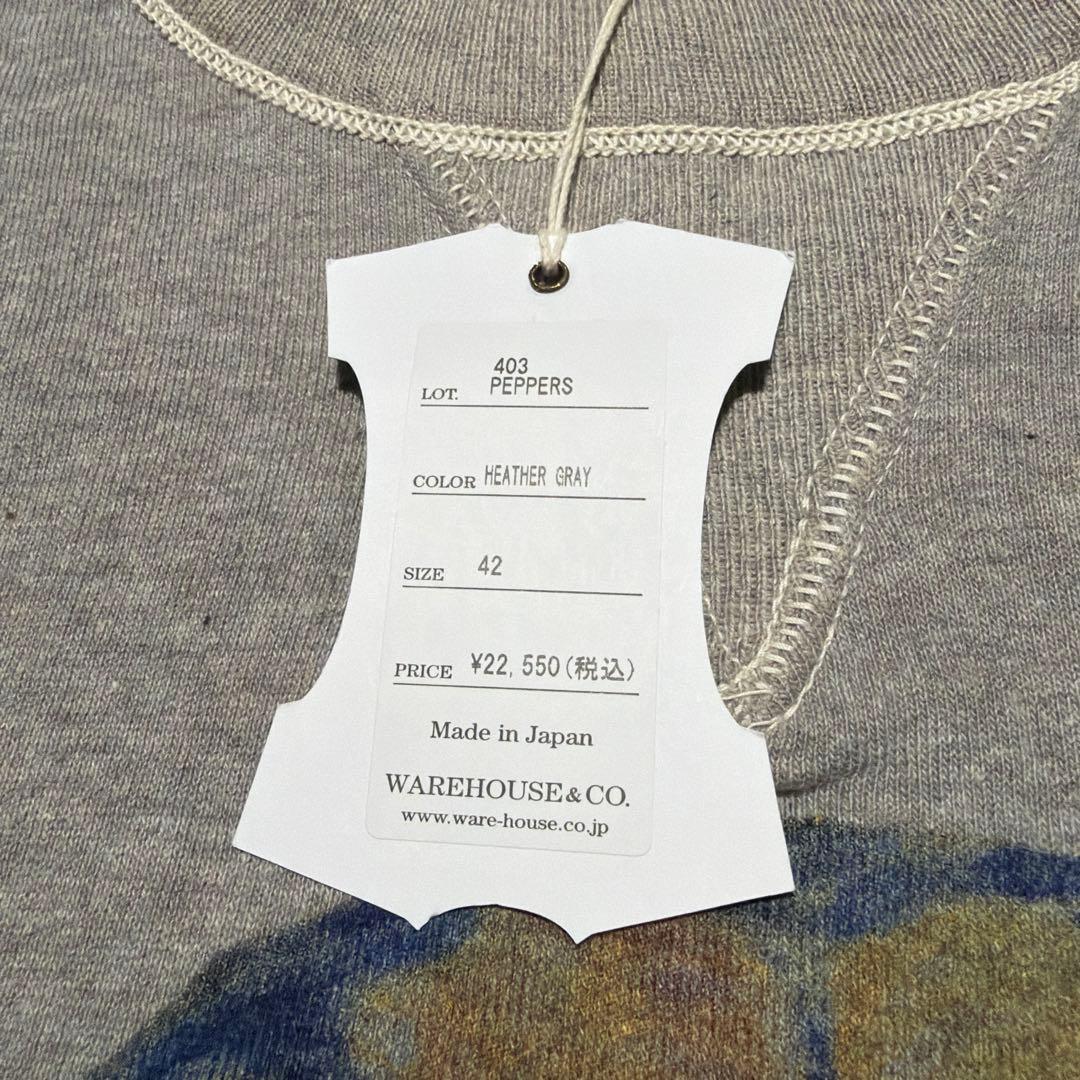 403
LOT. PEPPERS
COLOR HEATHER GRAY
SIZE 42
PRICE ¥22,550(税込)
Made in Japan
WAREHOUSE & CO.
www.ware-house.co.jp